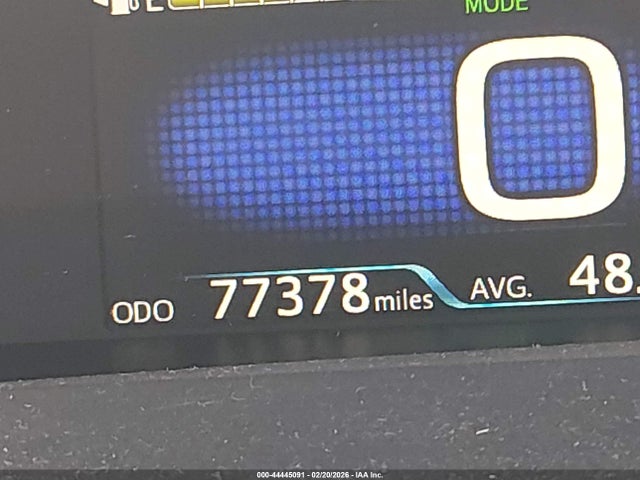 E
MODE
0
ODO 77378 miles AVG. 48.
000-44445091 - 02/20/2026 - IAA Inc.